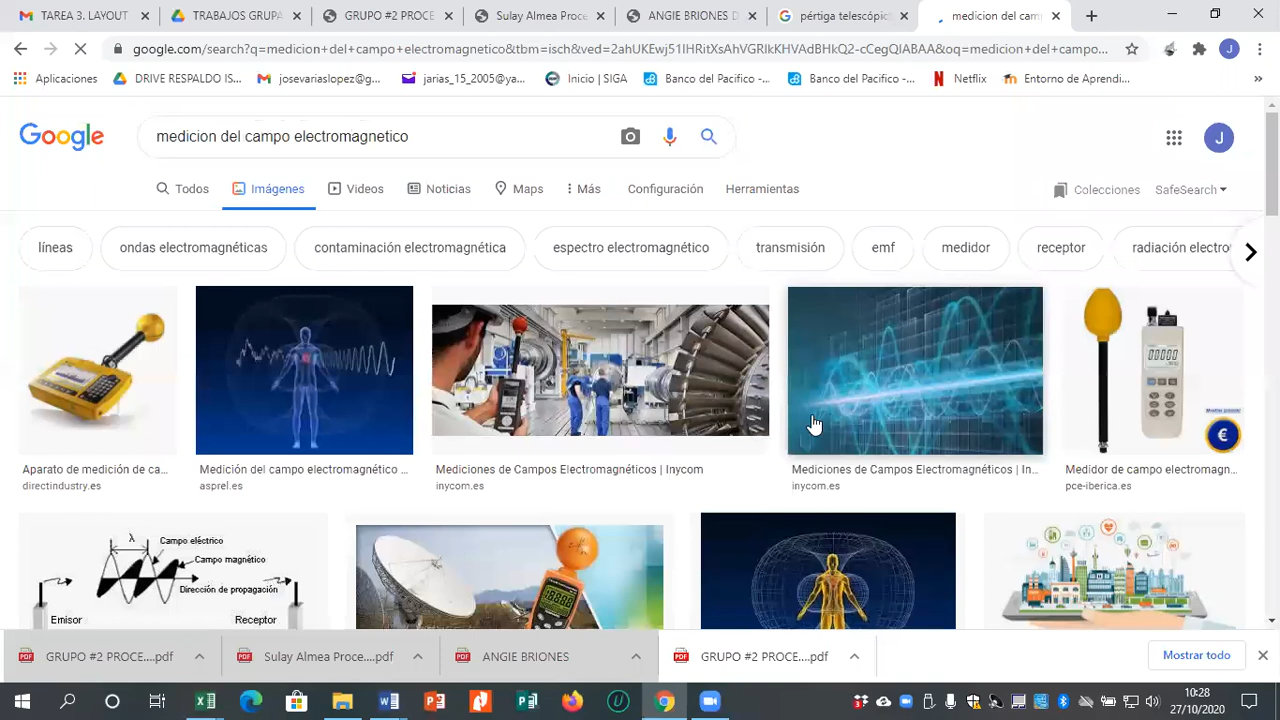 TAREA 3. LAYOUT
TRABAJOS GRUPA
GRUPO #2 PROCE
Sulay Almea Proce
ANGIE BRIONES D
pértiga telescópic
medicion del cam
google.com/search?q=medicion+del+campo+electromagnetico&tbm=isch&ved=2ahUKEwj51IHRitXsAhVGRlkKHVAdBHkQ2-cCegQIABAA&oq=medicion+del+campo...
Aplicaciones
DRIVE RESPALDO IS...
josevariaslopez@g...
jarias_15_2005@ya...
Inicio | SIGA
Banco del Pacifico -...
Banco del Pacifico -...
Netflix
Entorno de Aprendi...
»
Google
medicion del campo electromagnetico
J
Todos
Imágenes
Videos
Noticias
Maps
Más
Configuración
Herramientas
Colecciones
SafeSearch
líneas
ondas electromagnéticas
contaminación electromagnética
espectro electromagnético
transmisión
emf
medidor
receptor
radiación electro
Aparato de medición de ca...
directindustry.es
Medición del campo electromagnético ...
asprel.es
Mediciones de Campos Electromagnéticos | Inycom
inycom.es
Mediciones de Campos Electromagnéticos | In...
inycom.es
Medidor de campo electromagn...
pce-iberica.es
λ
Campo eléctrico
Campo magnético
Dirección de propagación
Emisor
Receptor
GRUPO #2 PROCE....pdf
Sulay Almea Proce....pdf
ANGIE BRIONES
GRUPO #2 PROCE....pdf
Mostrar todo
10:28
27/10/2020